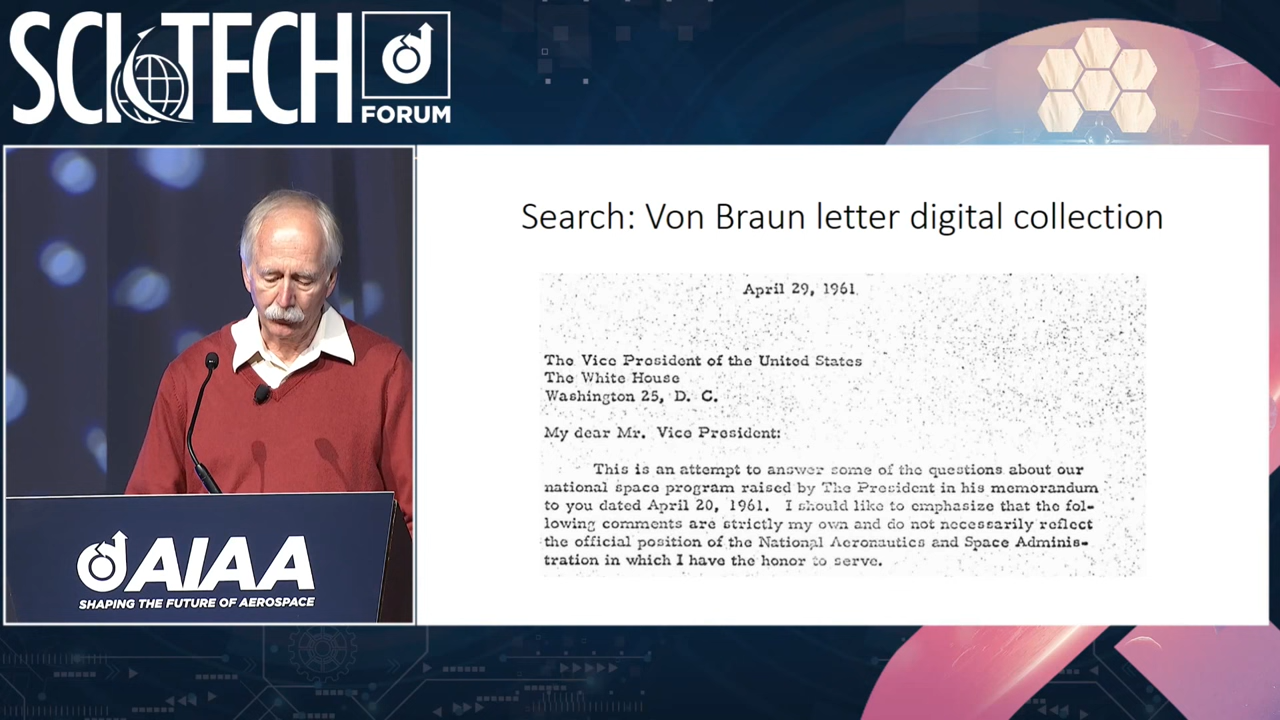 SCITECH
FORUM
Search: Von Braun letter digital collection
April 29, 1961
The Vice President of the United States
The White House
Washington 25, D. C.
My dear Mr. Vice President:
This is an attempt to answer some of the questions about our
national space program raised by The President in his memorandum
to you dated April 20, 1961. I should like to emphasize that the fol-
lowing comments are strictly my own and do not necessarily reflect
the official position of the National Aeronautics and Space Adminis-
tration in which I have the honor to serve.
AIAA
SHAPING THE FUTURE OF AEROSPACE